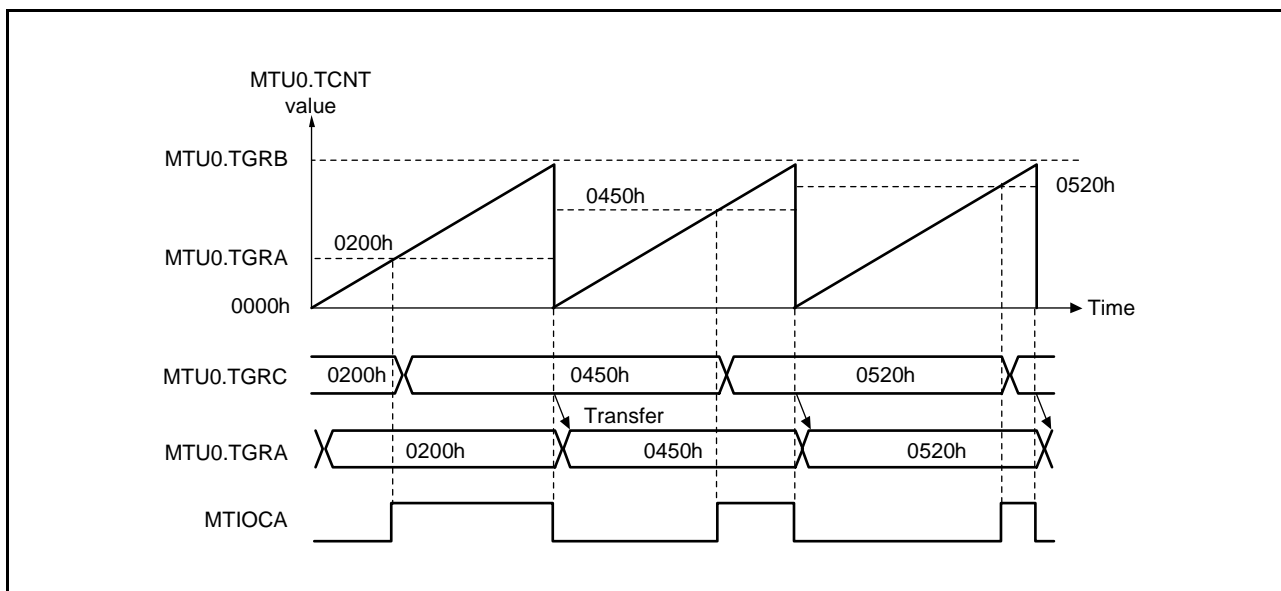 MTU0.TCNT
value
MTU0.TGRB
0520h
0450h
0200h
MTU0.TGRA
0000h
Time
MTU0.TGRC 0200h 0450h 0520h
Transfer
MTU0.TGRA 0200h 0450h 0520h
MTIOCA